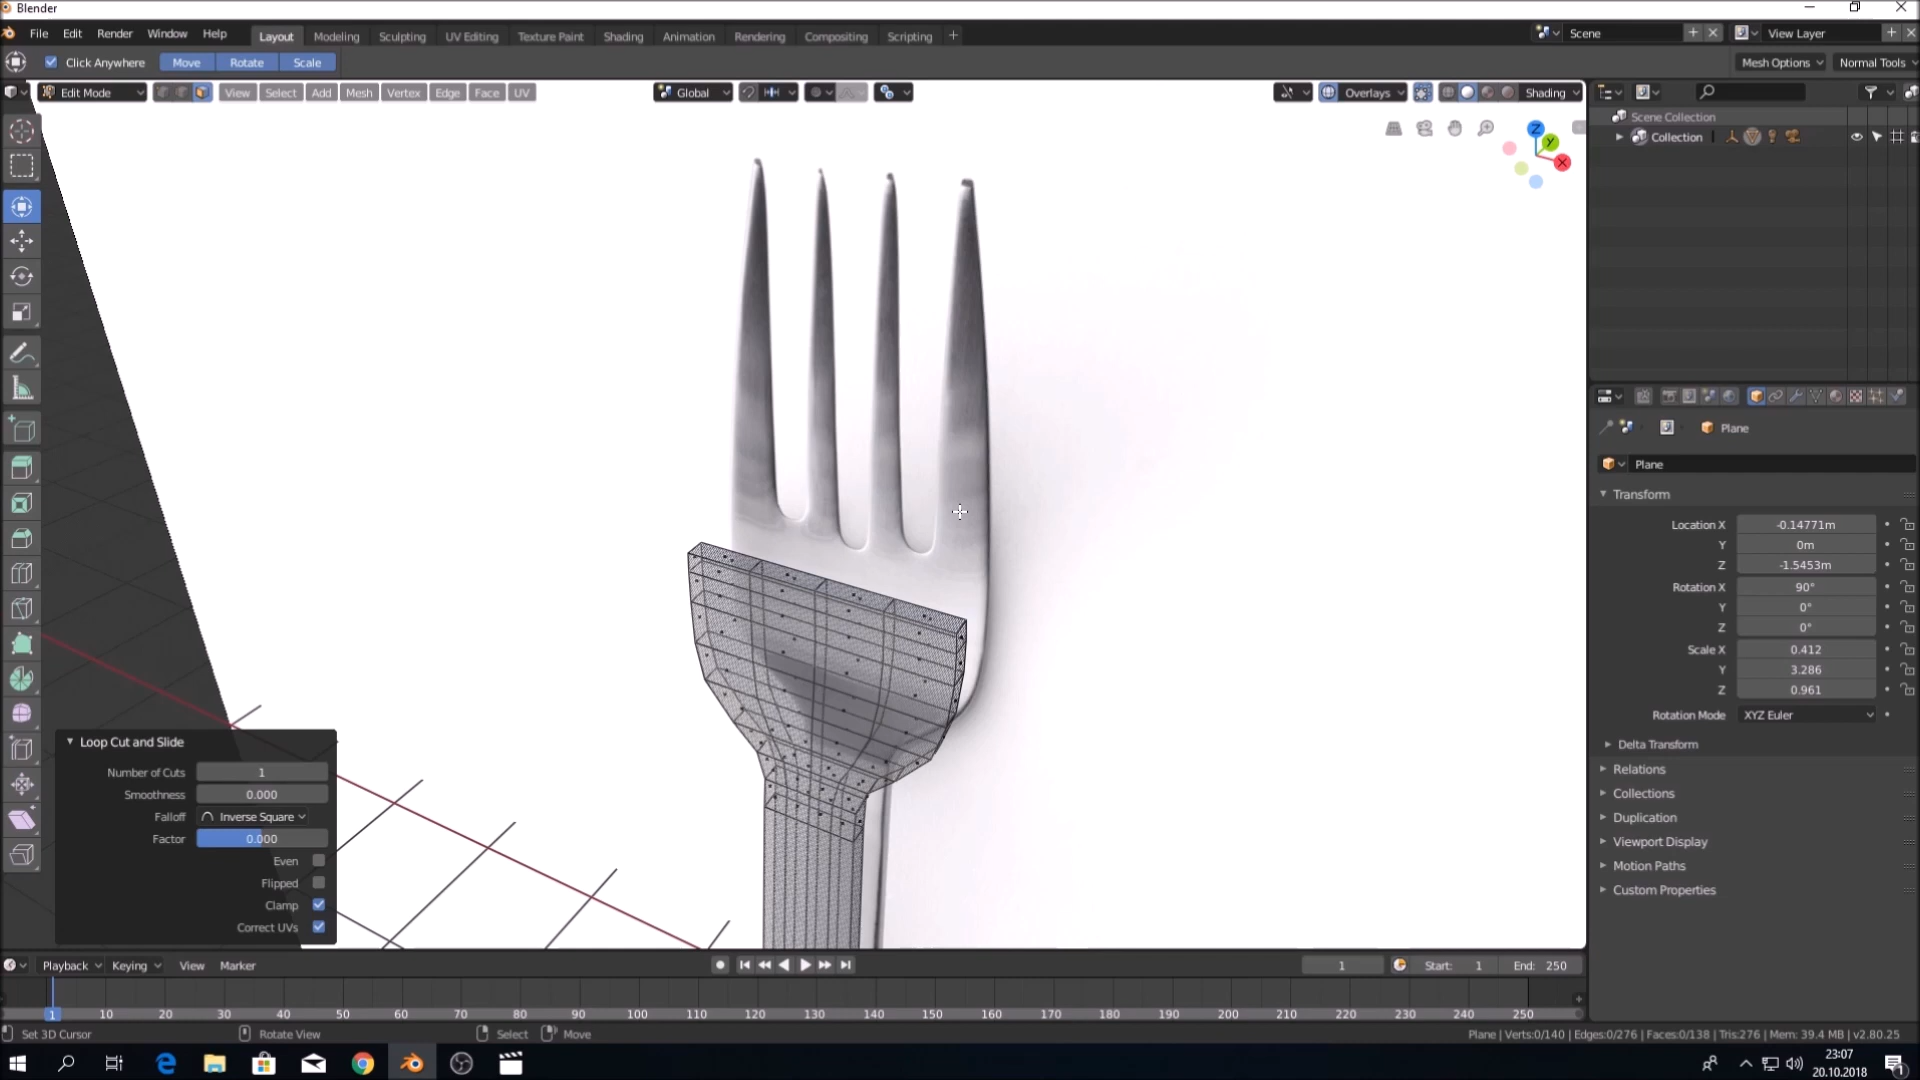 Blender
File Edit Render Window Help
Layout Modeling Sculpting UV Editing Texture Paint Shading Animation Rendering Compositing Scripting +
Scene
View Layer
Click Anywhere Move Rotate Scale
Mesh Options
Normal Tools
Edit Mode View Select Add Mesh Vertex Edge Face UV
Global
Overlays
Shading
Z
Y
X
Scene Collection
Collection
Plane
Plane
Transform
Location X -0.14771m
Y 0m
Z -1.5453m
Rotation X 90°
Y 0°
Z 0°
Scale X 0.412
Y 3.286
Z 0.961
Rotation Mode XYZ Euler
Delta Transform
Relations
Collections
Duplication
Viewport Display
Motion Paths
Custom Properties
Loop Cut and Slide
Number of Cuts 1
Smoothness 0.000
Falloff Inverse Square
Factor 0.000
Even
Flipped
Clamp
Correct UVs
Playback Keying View Marker
1
Start: 1
End: 250
1 10 20 30 40 50 60 70 80 90 100 110 120 130 140 150 160 170 180 190 200 210 220 230 240 250
Set 3D Cursor
Rotate View
Select
Move
Plane | Verts:0/140 | Edges:0/276 | Faces:0/138 | Tris:276 | Mem: 39.4 MB | v2.80.25
23:07
20.10.2018
1